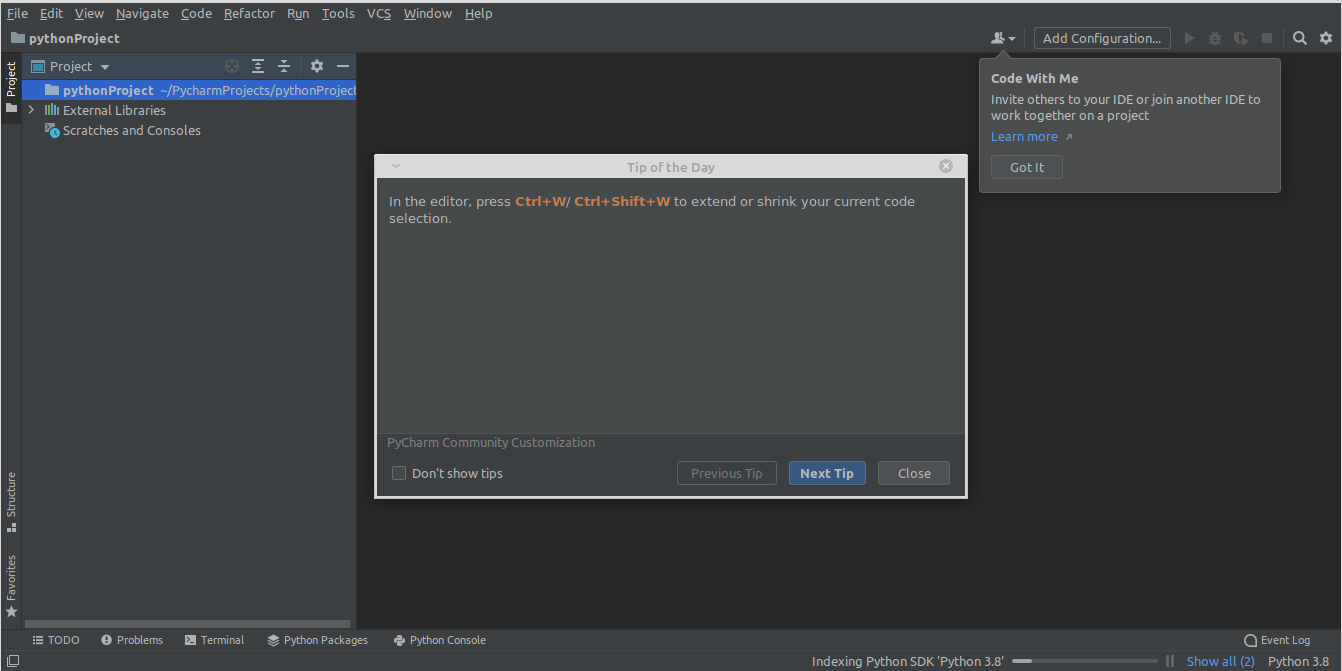 File Edit View Navigate Code Refactor Run Tools VCS Window Help
pythonProject
Add Configuration...
Project
Project
pythonProject ~/PycharmProjects/pythonProject
External Libraries
Scratches and Consoles
Code With Me
Invite others to your IDE or join another IDE to
work together on a project
Learn more ↗
Got It
Tip of the Day
In the editor, press Ctrl+W/ Ctrl+Shift+W to extend or shrink your current code
selection.
PyCharm Community Customization
Don't show tips
Previous Tip
Next Tip
Close
Structure
Favorites
TODO
Problems
Terminal
Python Packages
Python Console
Event Log
Indexing Python SDK 'Python 3.8'
Show all (2)
Python 3.8